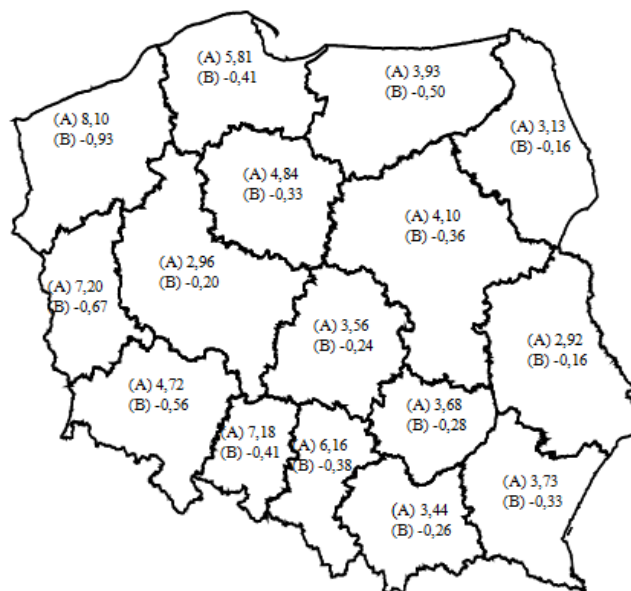 (A) 5,81
(B) -0,41
(A) 3,93
(B) -0,50
(A) 8,10
(B) -0,93
(A) 3,13
(B) -0,16
(A) 4,84
(B) -0,33
(A) 4,10
(B) -0,36
(A) 2,96
(B) -0,20
(A) 7,20
(B) -0,67
(A) 3,56
(B) -0,24
(A) 2,92
(B) -0,16
(A) 4,72
(B) -0,56
(A) 3,68
(B) -0,28
(A) 7,18
(B) -0,41
(A) 6,16
(B) -0,38
(A) 3,73
(B) -0,33
(A) 3,44
(B) -0,26